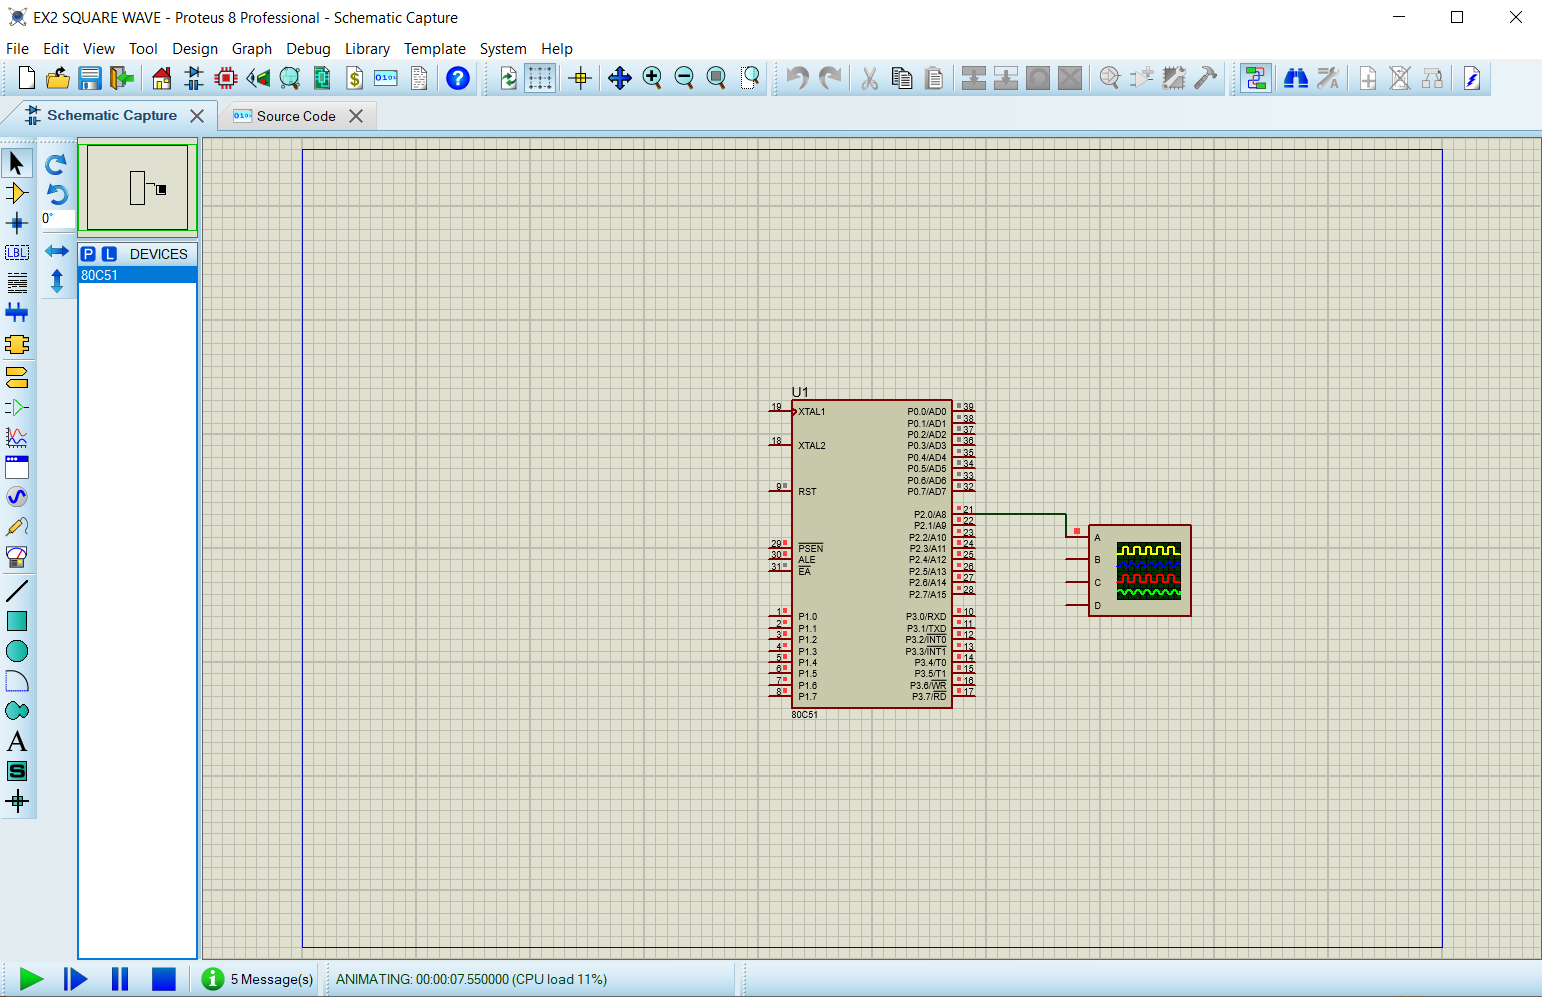 EX2 SQUARE WAVE - Proteus 8 Professional - Schematic Capture
File Edit View Tool Design Graph Debug Library Template System Help
$ 0101 ?
Schematic Capture
0101 Source Code
0°
LBL
P L DEVICES
80C51
A
S
U1
19 XTAL1
18 XTAL2
9 RST
29 PSEN
30 ALE
31 EA
1 P1.0
2 P1.1
3 P1.2
4 P1.3
5 P1.4
6 P1.5
7 P1.6
8 P1.7
P0.0/AD0 39
P0.1/AD1 38
P0.2/AD2 37
P0.3/AD3 36
P0.4/AD4 35
P0.5/AD5 34
P0.6/AD6 33
P0.7/AD7 32
P2.0/A8 21
P2.1/A9 22
P2.2/A10 23
P2.3/A11 24
P2.4/A12 25
P2.5/A13 26
P2.6/A14 27
P2.7/A15 28
P3.0/RXD 10
P3.1/TXD 11
P3.2/INT0 12
P3.3/INT1 13
P3.4/T0 14
P3.5/T1 15
P3.6/WR 16
P3.7/RD 17
80C51
A
B
C
D
5 Message(s)
ANIMATING: 00:00:07.550000 (CPU load 11%)